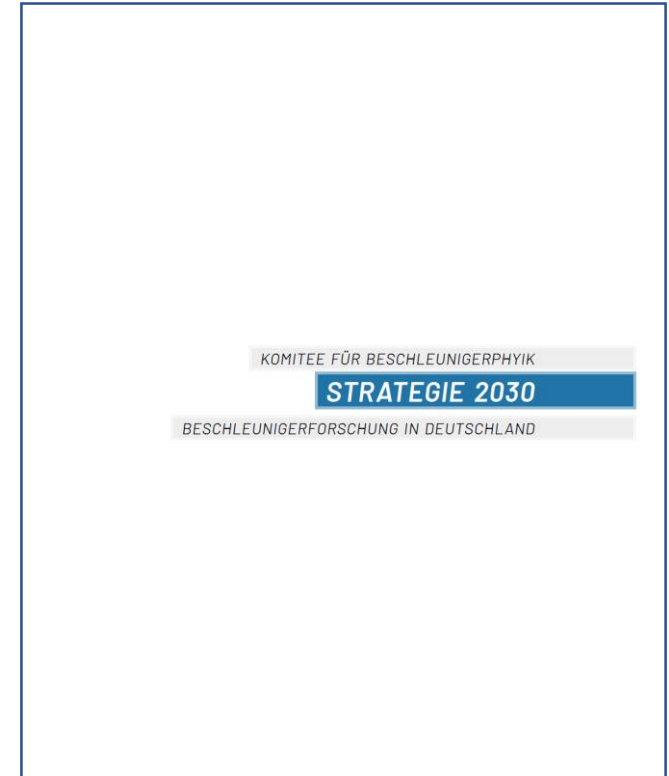 KOMITEE FÜR BESCHLEUNIGERPHYIK
STRATEGIE 2030
BESCHLEUNIGERFORSCHUNG IN DEUTSCHLAND